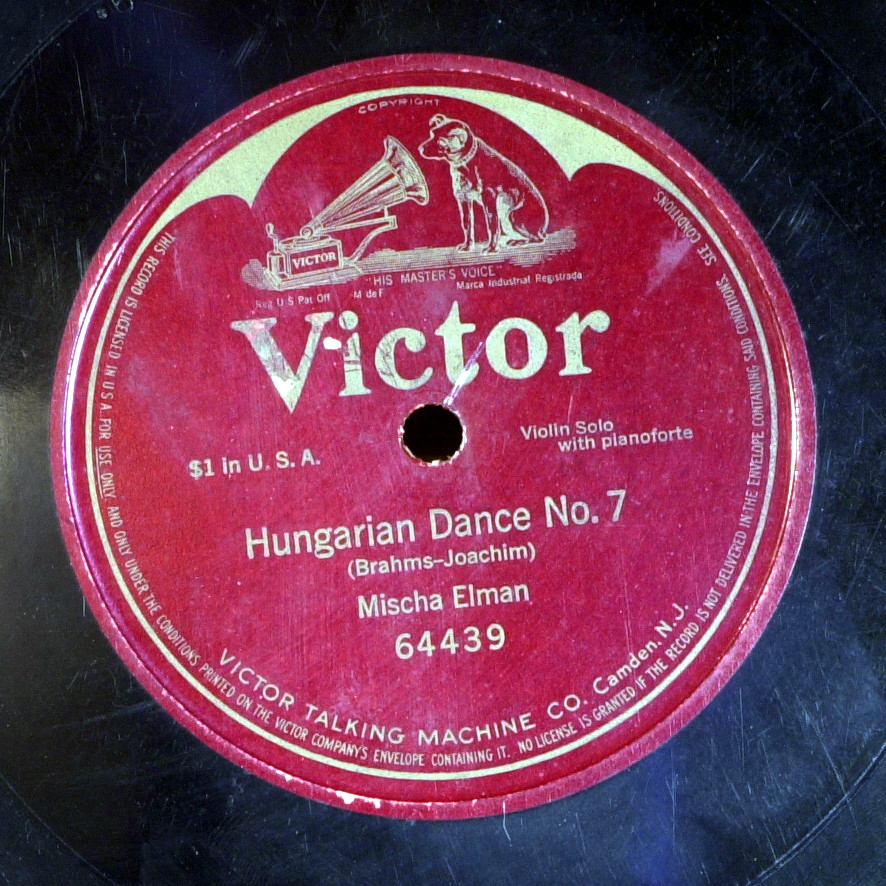 COPYRIGHT
VICTOR
"HIS MASTER'S VOICE"
Reg U S Pat Off M de F Marca Industrial Registrada
Victor
Violin Solo
with pianoforte
$1 in U. S. A.
Hungarian Dance No. 7
(Brahms–Joachim)
Mischa Elman
64439
VICTOR TALKING MACHINE CO. Camden, N. J.
THIS RECORD IS LICENSED IN U S A FOR USE ONLY, AND ONLY UNDER THE CONDITIONS PRINTED ON THE VICTOR COMPANY'S ENVELOPE CONTAINING IT. NO LICENSE IS GRANTED IF THE RECORD IS NOT DELIVERED IN THE ENVELOPE CONTAINING SAID CONDITIONS. SEE CONDITIONS